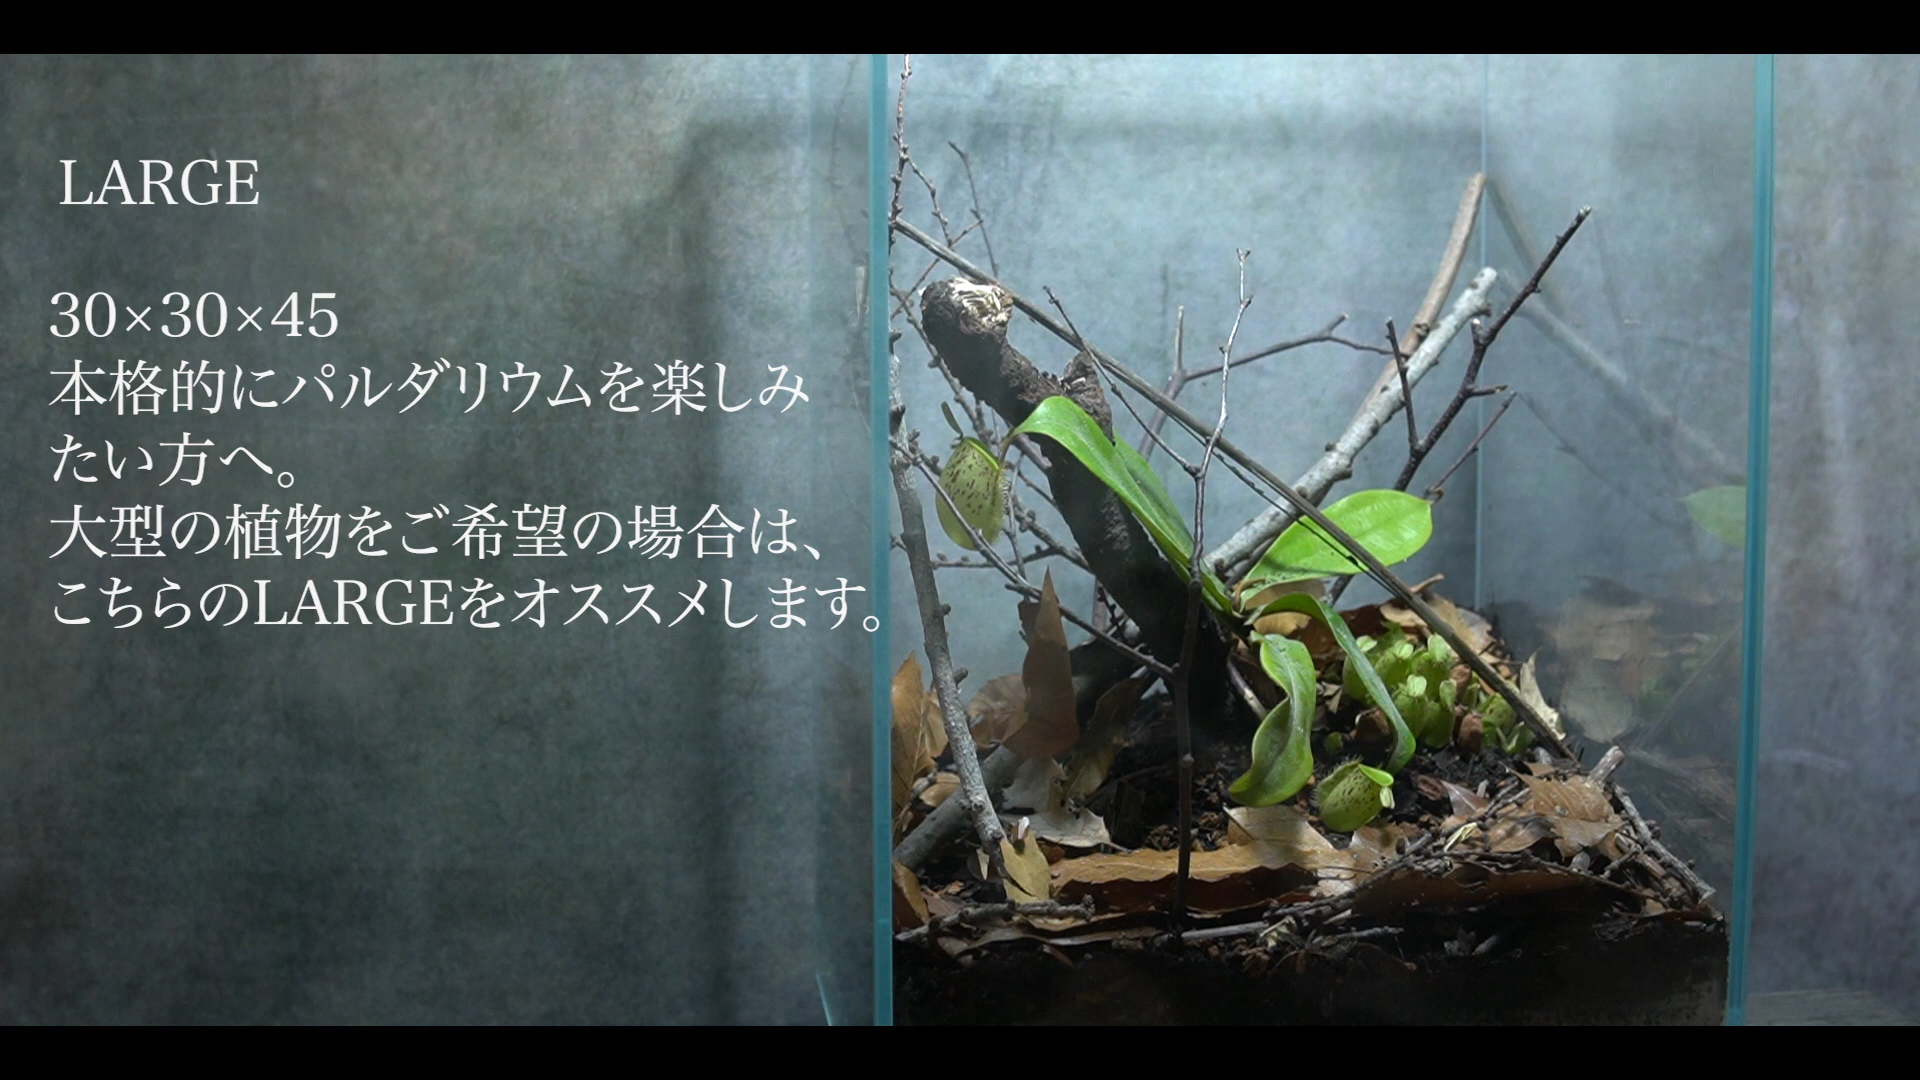 LARGE
30×30×45
本格的にパルダリウムを楽しみ
たい方へ。
大型の植物をご希望の場合は、
こちらのLARGEをオススメします。